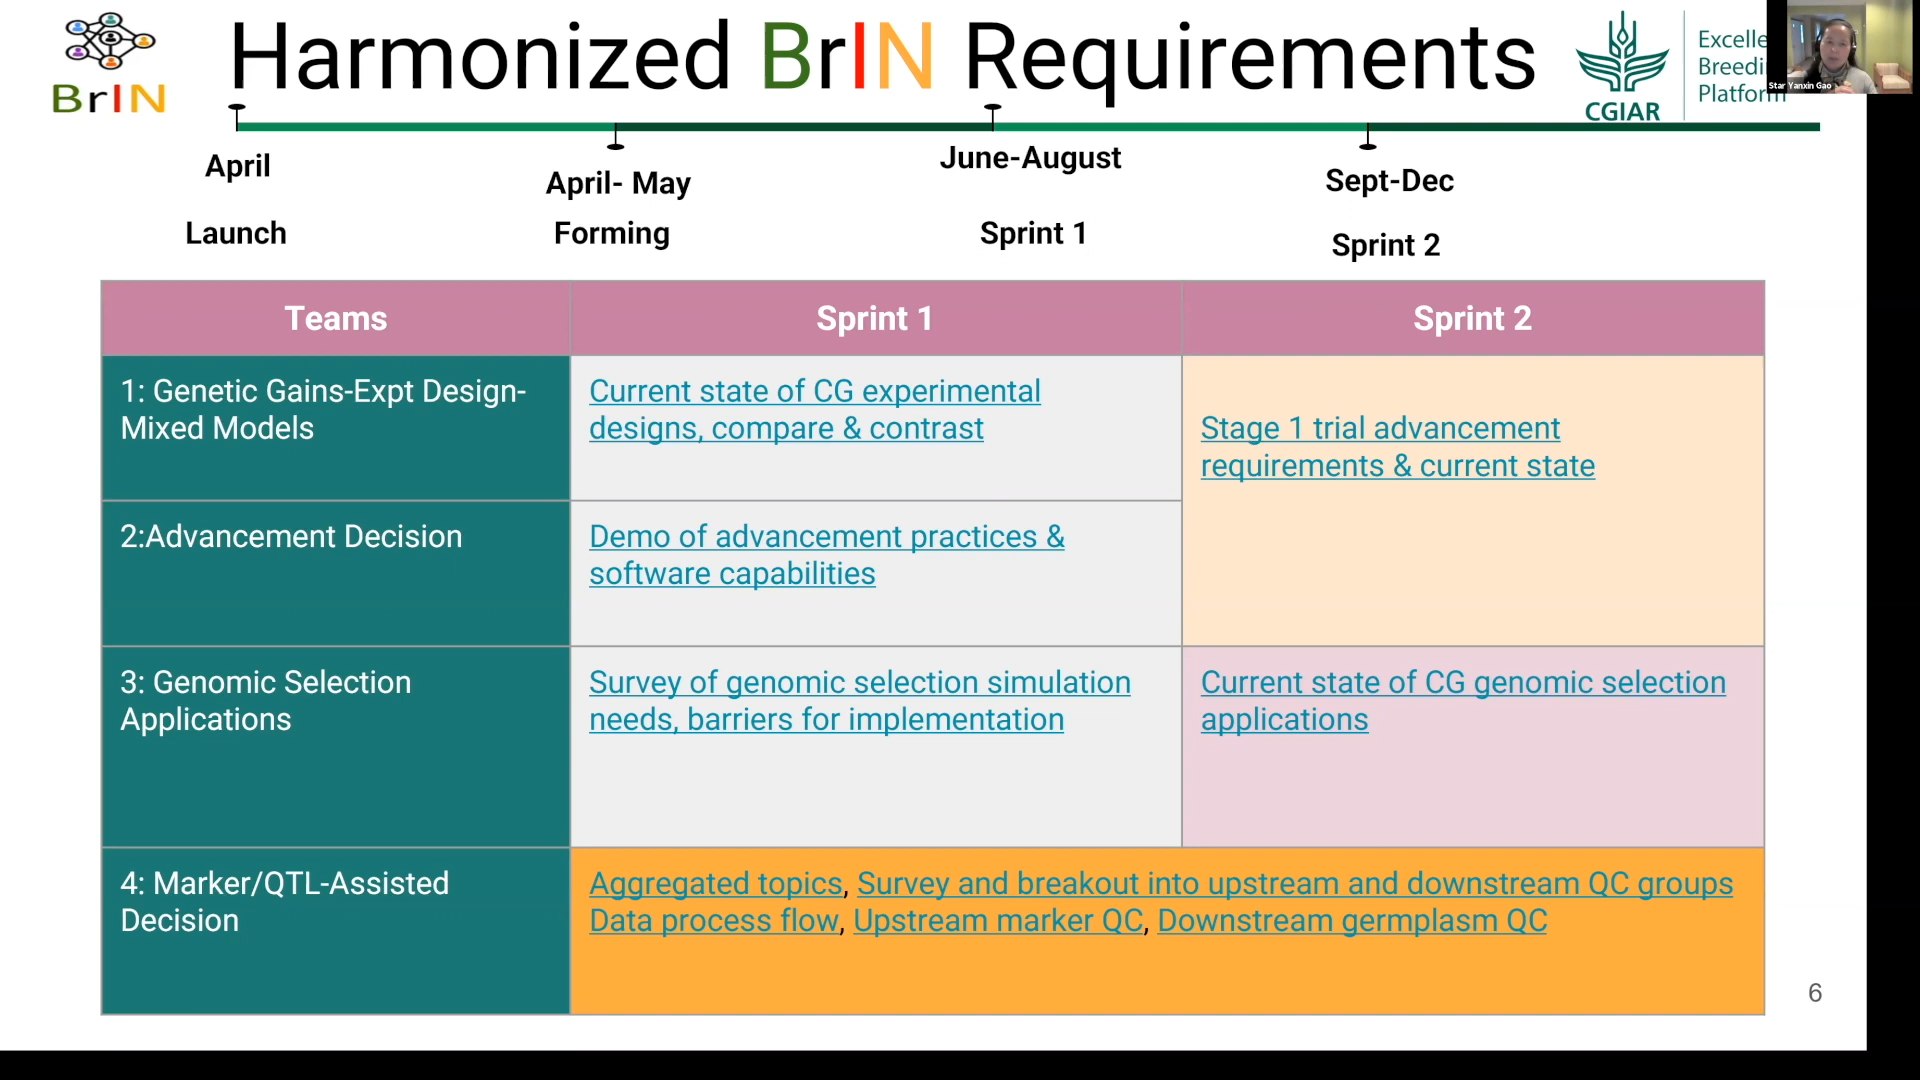 BrIN
Harmonized BrIN Requirements
CGIAR
Excelle
Breedi
Platform
Star Yanxin Gao
April
April- May
June-August
Sept-Dec
Launch
Forming
Sprint 1
Sprint 2
Teams
Sprint 1
Sprint 2
1: Genetic Gains-Expt Design-
Mixed Models
Current state of CG experimental
designs, compare & contrast
Stage 1 trial advancement
requirements & current state
2:Advancement Decision
Demo of advancement practices &
software capabilities
3: Genomic Selection
Applications
Survey of genomic selection simulation
needs, barriers for implementation
Current state of CG genomic selection
applications
4: Marker/QTL-Assisted
Decision
Aggregated topics, Survey and breakout into upstream and downstream QC groups
Data process flow, Upstream marker QC, Downstream germplasm QC
6